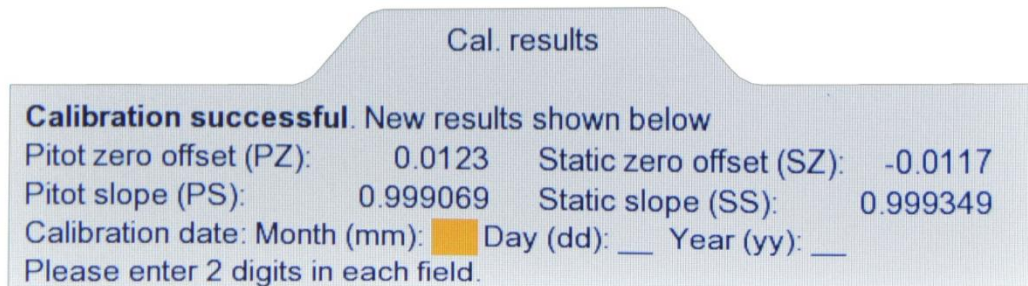 Cal. results
Calibration successful. New results shown below
Pitot zero offset (PZ): 0.0123 Static zero offset (SZ): -0.0117
Pitot slope (PS): 0.999069 Static slope (SS): 0.999349
Calibration date: Month (mm): Day (dd): __ Year (yy): __
Please enter 2 digits in each field.